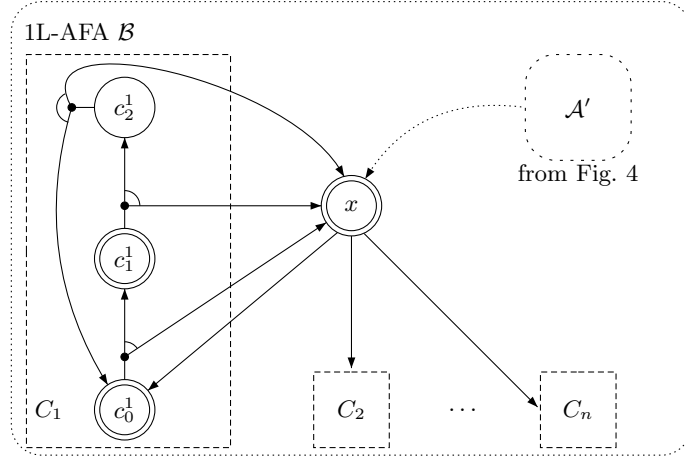 1L-AFA ℬ
c₂¹
𝒜′
from Fig. 4
x
c₁¹
C₁
c₀¹
C₂
⋯
Cₙ